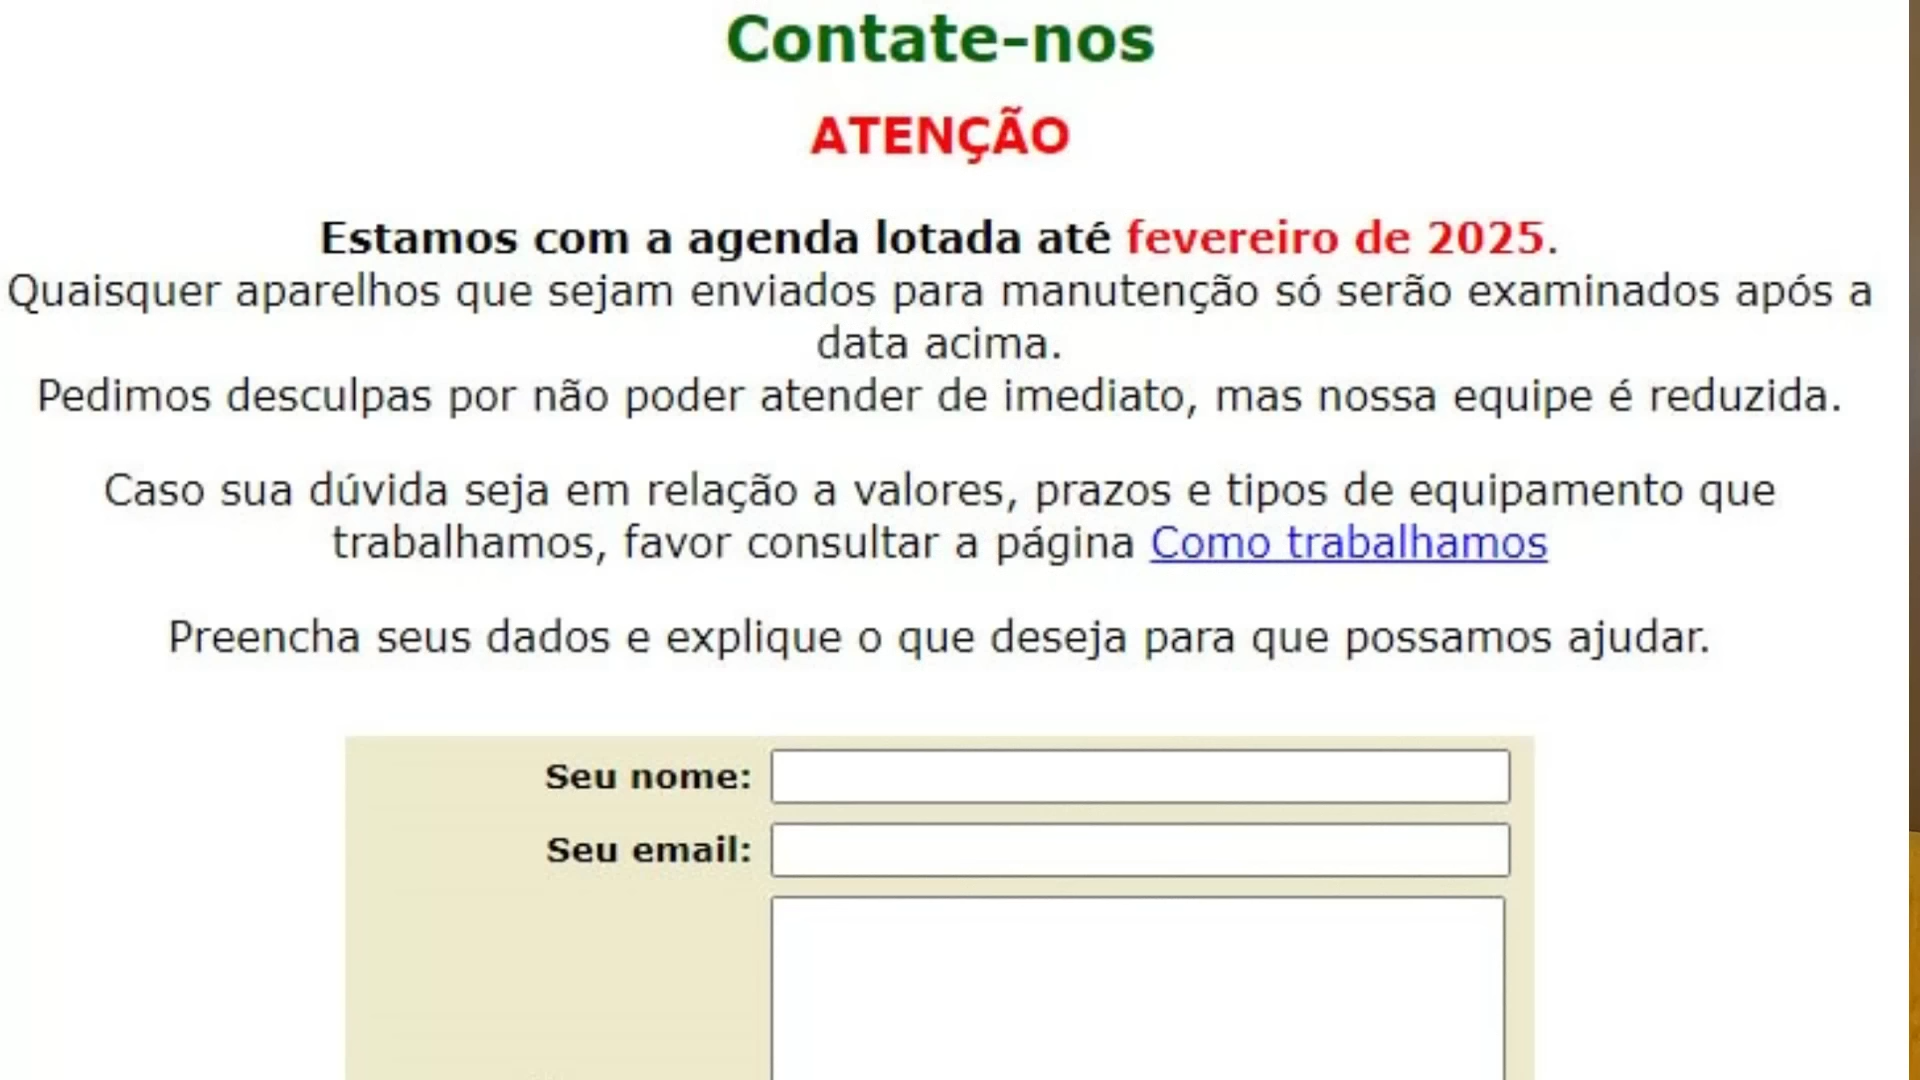 Contate-nos
ATENÇÃO
Estamos com a agenda lotada até fevereiro de 2025.
Quaisquer aparelhos que sejam enviados para manutenção só serão examinados após a
data acima.
Pedimos desculpas por não poder atender de imediato, mas nossa equipe é reduzida.
Caso sua dúvida seja em relação a valores, prazos e tipos de equipamento que
trabalhamos, favor consultar a página Como trabalhamos
Preencha seus dados e explique o que deseja para que possamos ajudar.
Seu nome:
Seu email: